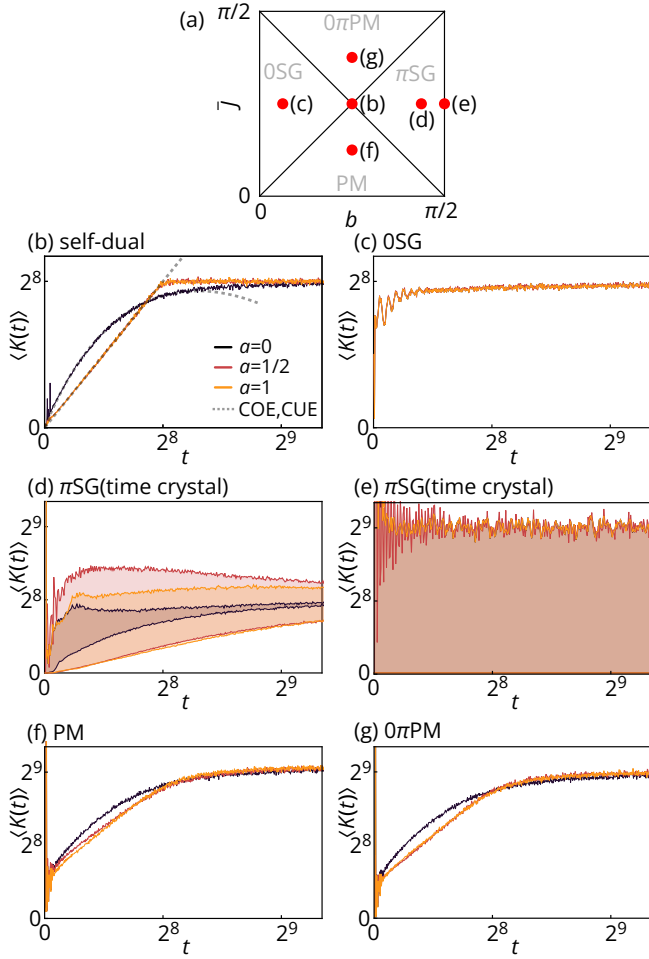 (a)
π/2
0πPM
(g)
0SG
πSG
J̄
(c)
(b)
(e)
(d)
(f)
PM
0
0
b
π/2
(b) self-dual
(c) 0SG
⟨K(t)⟩
2⁸
0
a=0
a=1/2
a=1
COE,CUE
0
2⁸
2⁹
t
⟨K(t)⟩
2⁸
0
0
2⁸
2⁹
t
(d) πSG(time crystal)
(e) πSG(time crystal)
⟨K(t)⟩
2⁹
2⁸
0
0
2⁸
2⁹
t
⟨K(t)⟩
2⁹
2⁸
0
0
2⁸
2⁹
t
(f) PM
(g) 0πPM
⟨K(t)⟩
2⁹
2⁸
0
0
2⁸
2⁹
t
⟨K(t)⟩
2⁹
2⁸
0
0
2⁸
2⁹
t